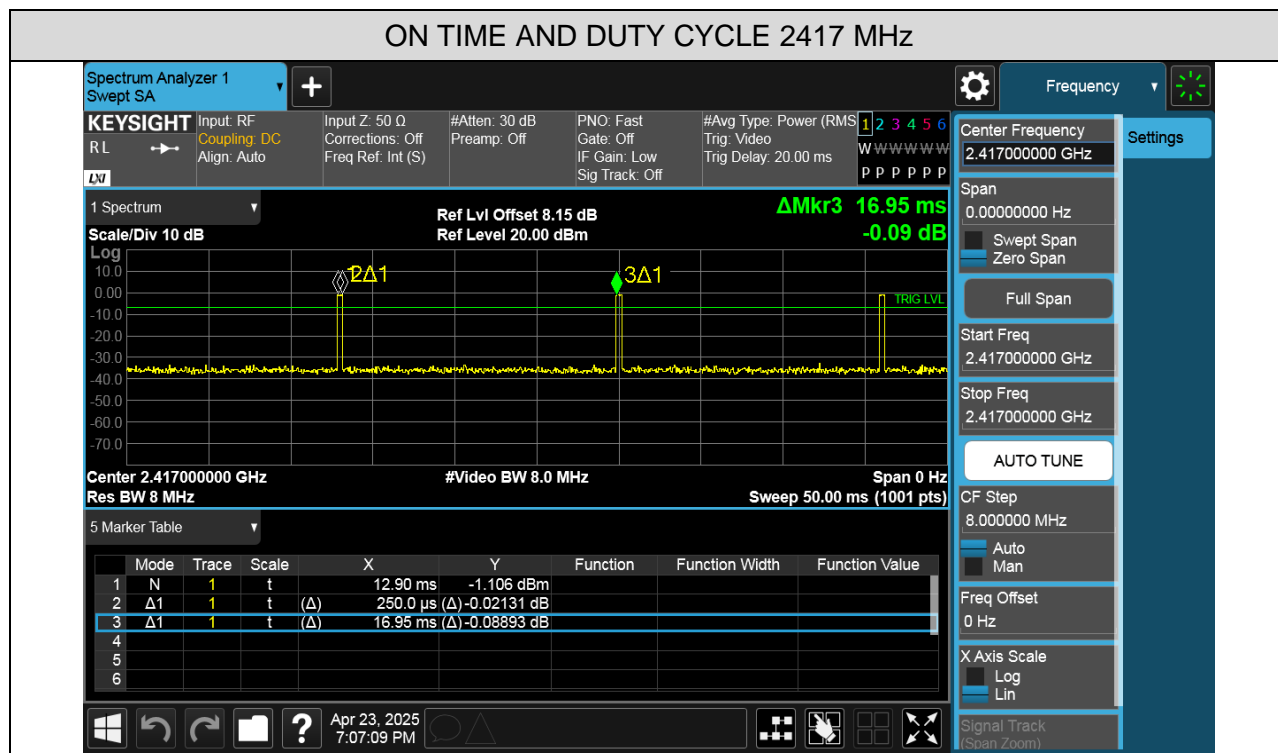 ON TIME AND DUTY CYCLE 2417 MHz
Spectrum Analyzer 1
Swept SA
Frequency
KEYSIGHT
RL
LXI
Input: RF
Coupling: DC
Align: Auto
Input Z: 50 Ω
Corrections: Off
Freq Ref: Int (S)
#Atten: 30 dB
Preamp: Off
PNO: Fast
Gate: Off
IF Gain: Low
Sig Track: Off
#Avg Type: Power (RMS
Trig: Video
Trig Delay: 20.00 ms
1 2 3 4 5 6
W W W W W W
P P P P P P
1 Spectrum
Scale/Div 10 dB
Ref Lvl Offset 8.15 dB
Ref Level 20.00 dBm
ΔMkr3 16.95 ms
-0.09 dB
Log
10.0
0.00
-10.0
-20.0
-30.0
-40.0
-50.0
-60.0
-70.0
2Δ1
3Δ1
TRIG LVL
Center 2.417000000 GHz
#Video BW 8.0 MHz
Span 0 Hz
Res BW 8 MHz
Sweep 50.00 ms (1001 pts)
5 Marker Table
Mode Trace Scale X Y Function Function Width Function Value
1 N 1 t 12.90 ms -1.106 dBm
2 Δ1 1 t (Δ) 250.0 µs (Δ) -0.02131 dB
3 Δ1 1 t (Δ) 16.95 ms (Δ) -0.08893 dB
4
5
6
Apr 23, 2025
7:07:09 PM
Settings
Center Frequency
2.417000000 GHz
Span
0.00000000 Hz
Swept Span
Zero Span
Full Span
Start Freq
2.417000000 GHz
Stop Freq
2.417000000 GHz
AUTO TUNE
CF Step
8.000000 MHz
Auto
Man
Freq Offset
0 Hz
X Axis Scale
Log
Lin
Signal Track
(Span Zoom)